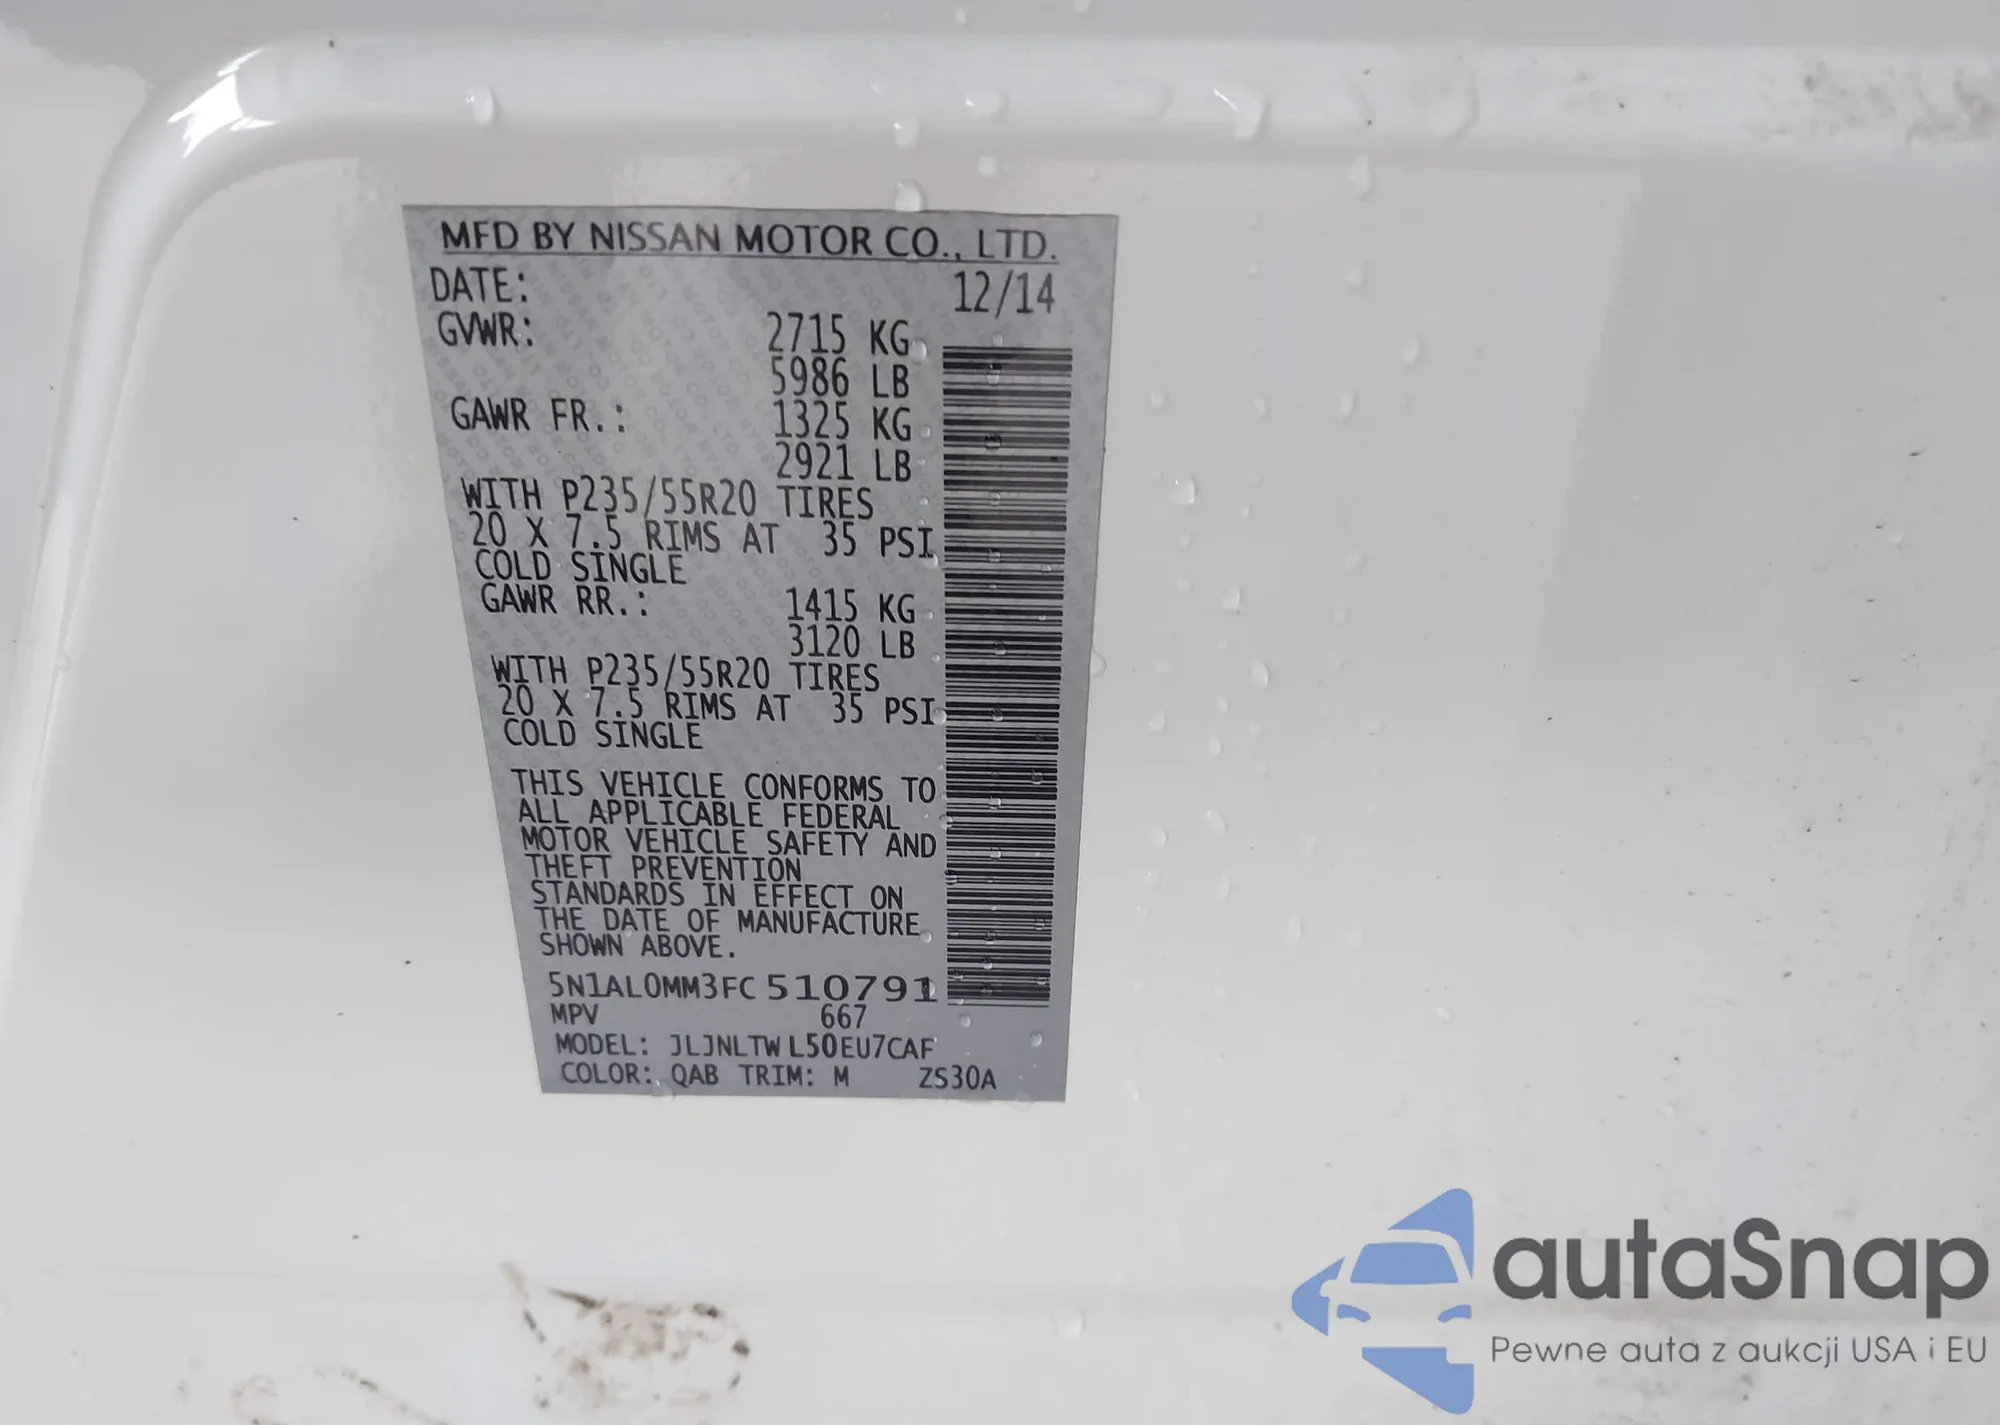 MFD BY NISSAN MOTOR CO., LTD.
DATE: 12/14
GVWR: 2715 KG
5986 LB
GAWR FR.: 1325 KG
2921 LB
WITH P235/55R20 TIRES
20 X 7.5 RIMS AT 35 PSI
COLD SINGLE
GAWR RR.: 1415 KG
3120 LB
WITH P235/55R20 TIRES
20 X 7.5 RIMS AT 35 PSI
COLD SINGLE
THIS VEHICLE CONFORMS TO
ALL APPLICABLE FEDERAL
MOTOR VEHICLE SAFETY AND
THEFT PREVENTION
STANDARDS IN EFFECT ON
THE DATE OF MANUFACTURE
SHOWN ABOVE.
5N1AL0MM3FC 510791
MPV 667
MODEL: JLJNLTW L50EU7CAF
COLOR: QAB TRIM: M ZS30A
autaSnap
Pewne auta z aukcji USA i EU